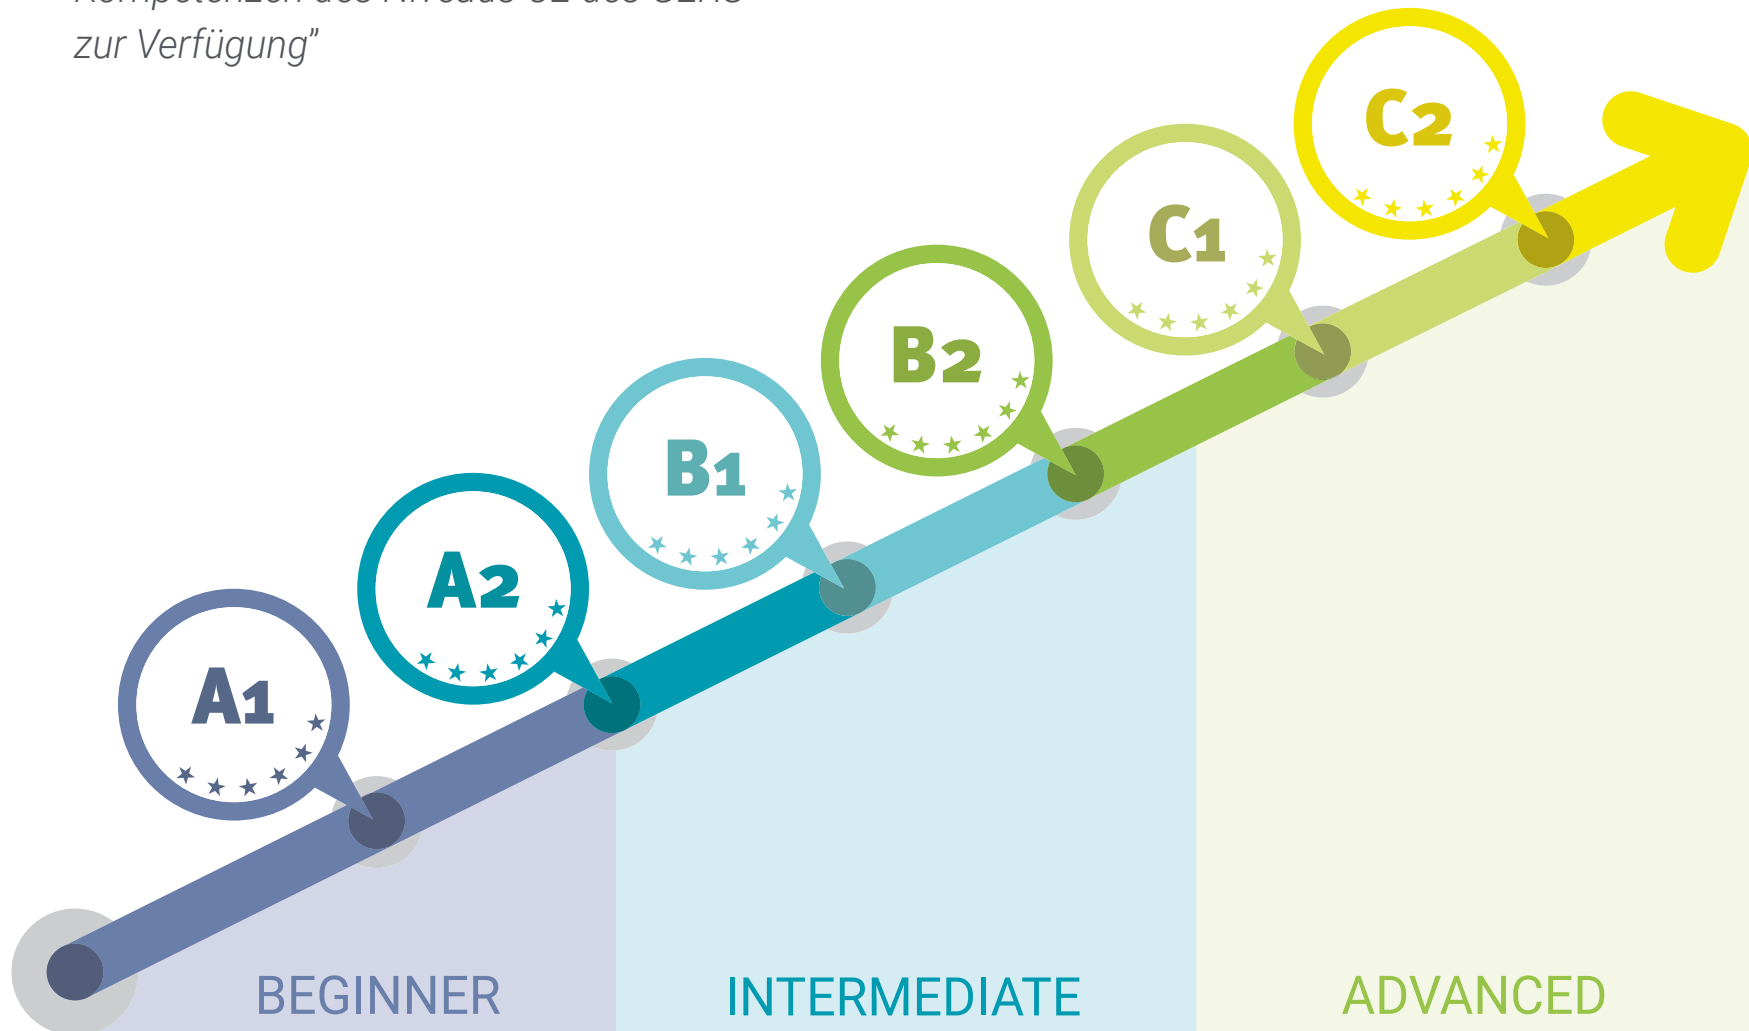 zur Verfügung”
C2
C1
B2
B1
A2
A1
BEGINNER INTERMEDIATE ADVANCED